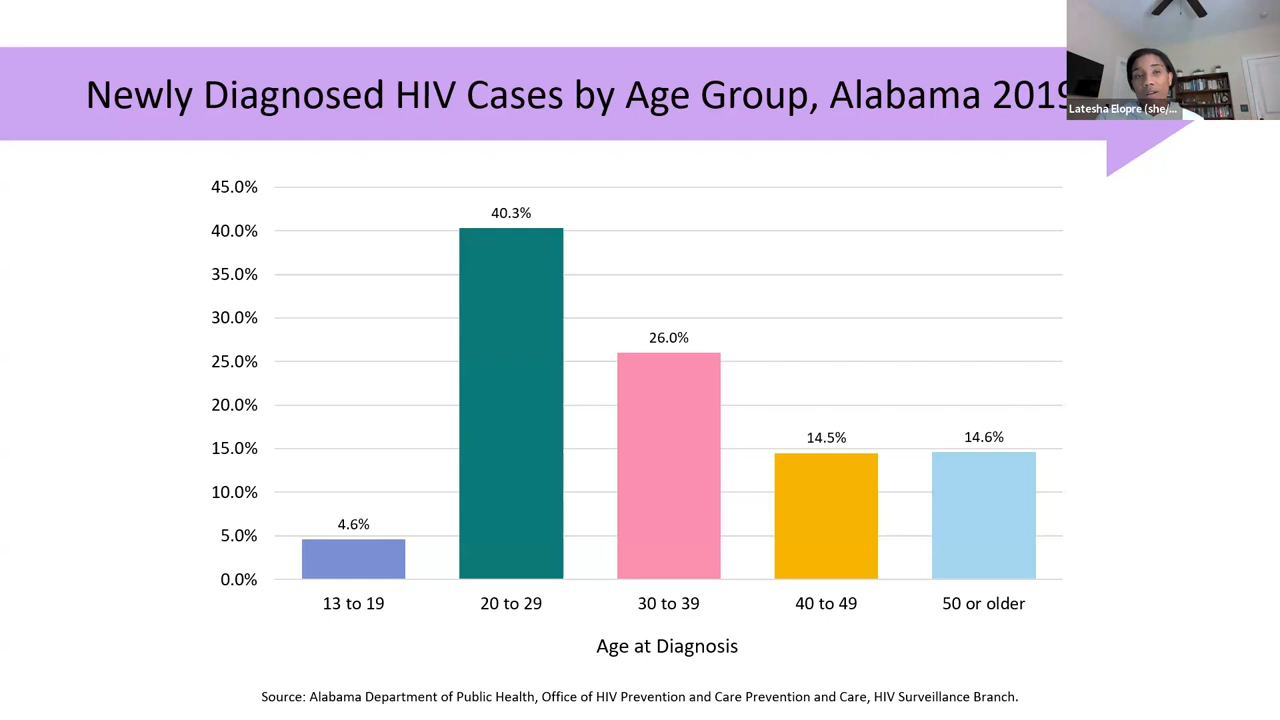 Newly Diagnosed HIV Cases by Age Group, Alabama 2019
Latesha Elopre (she/...
45.0%
40.0%
35.0%
30.0%
25.0%
20.0%
15.0%
10.0%
5.0%
0.0%
4.6%
40.3%
26.0%
14.5%
14.6%
13 to 19
20 to 29
30 to 39
40 to 49
50 or older
Age at Diagnosis
Source: Alabama Department of Public Health, Office of HIV Prevention and Care Prevention and Care, HIV Surveillance Branch.